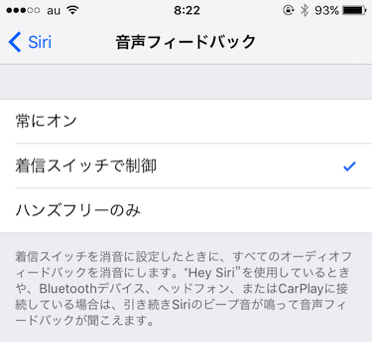 au 8:22 93%
Siri 音声フィードバック
常にオン
着信スイッチで制御
ハンズフリーのみ
着信スイッチを消音に設定したときに、すべてのオーディオフ
ィードバックを消音にします。“Hey Siri”を使用しているとき
や、Bluetoothデバイス、ヘッドフォン、またはCarPlayに接
続している場合は、引き続きSiriのビープ音が鳴って音声フィ
ードバックが聞こえます。